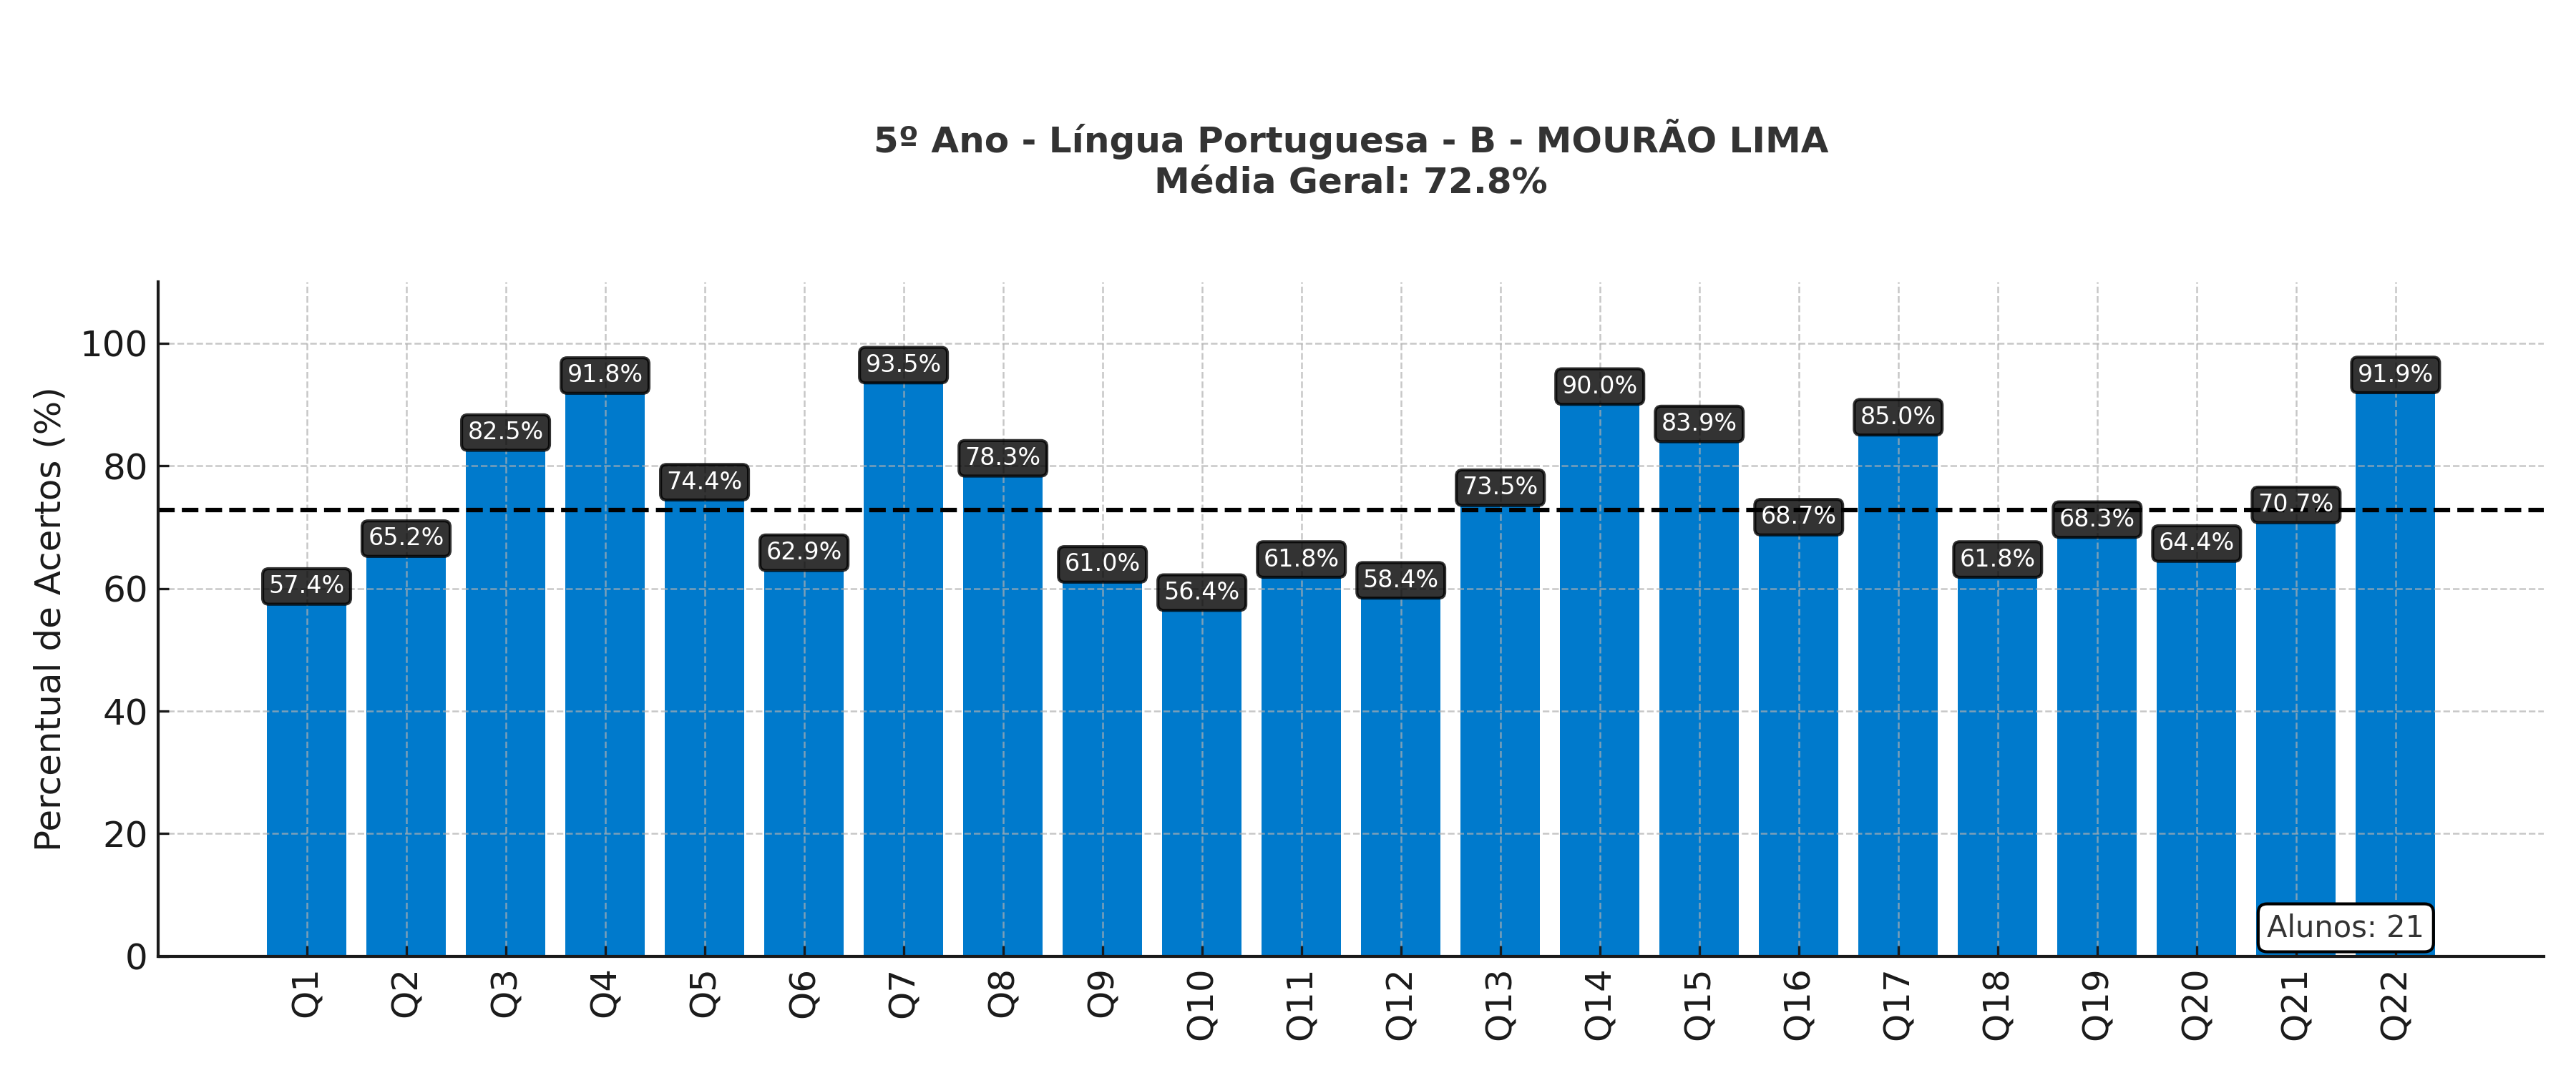 5º Ano - Língua Portuguesa - B - MOURÃO LIMA
Média Geral: 72.8%
Percentual de Acertos (%)
100
80
60
40
20
0
57.4%
65.2%
82.5%
91.8%
74.4%
62.9%
93.5%
78.3%
61.0%
56.4%
61.8%
58.4%
73.5%
90.0%
83.9%
68.7%
85.0%
61.8%
68.3%
64.4%
70.7%
91.9%
Alunos: 21
Q1
Q2
Q3
Q4
Q5
Q6
Q7
Q8
Q9
Q10
Q11
Q12
Q13
Q14
Q15
Q16
Q17
Q18
Q19
Q20
Q21
Q22